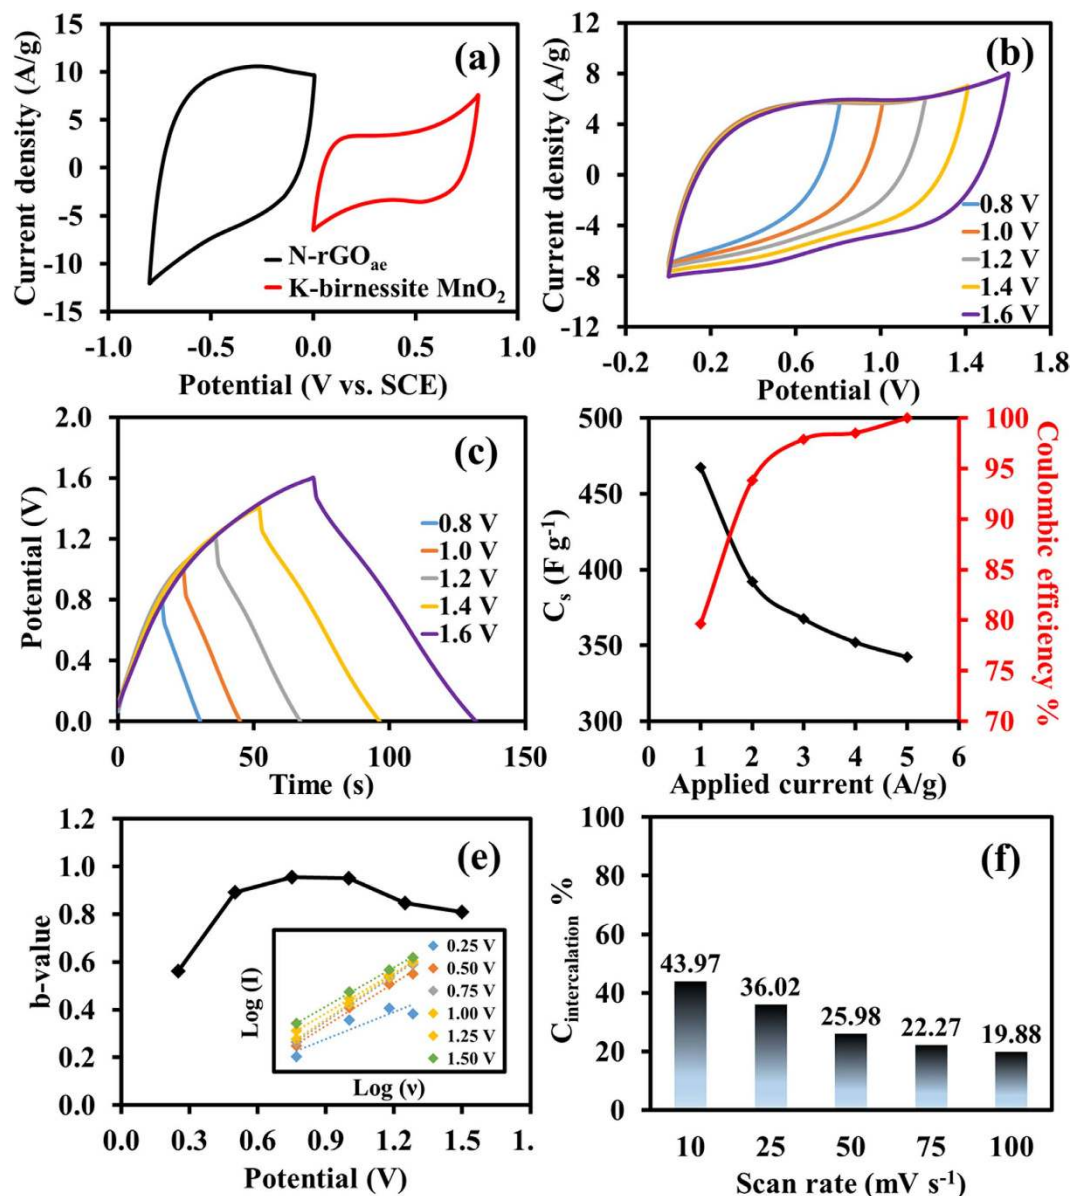 (a)
15
10
5
0
-5
-10
-15
Current density (A/g)
N-rGOae
K-birnessite MnO2
-1.0 -0.5 0.0 0.5 1.0
Potential (V vs. SCE)
(b)
12
8
4
0
-4
-8
-12
Current density (A/g)
0.8 V
1.0 V
1.2 V
1.4 V
1.6 V
-0.2 0.2 0.6 1.0 1.4 1.8
Potential (V)
(c)
2.0
1.6
1.2
0.8
0.4
0.0
Potential (V)
0.8 V
1.0 V
1.2 V
1.4 V
1.6 V
0 50 100 150
Time (s)
500
450
400
350
300
Cs (F g-1)
100
95
90
85
80
75
70
Coulombic efficiency %
0 1 2 3 4 5 6
Applied current (A/g)
(e)
1.2
1.0
0.8
0.6
0.4
0.2
0.0
b-value
Log (I)
0.25 V
0.50 V
0.75 V
1.00 V
1.25 V
1.50 V
Log (ν)
0.0 0.3 0.6 0.9 1.2 1.5 1.
Potential (V)
(f)
100
80
60
40
20
0
Cintercalation %
43.97
36.02
25.98
22.27
19.88
10 25 50 75 100
Scan rate (mV s-1)